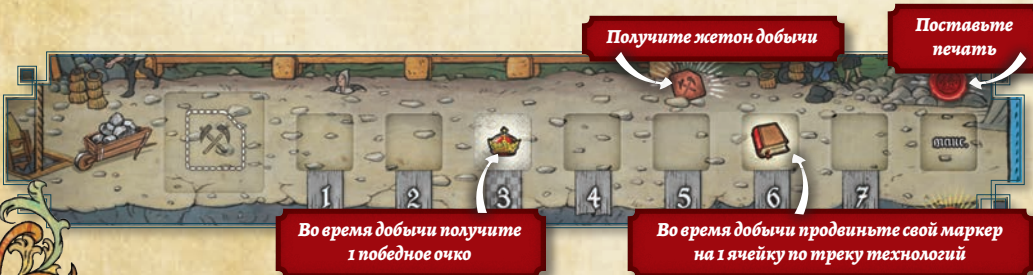 Получите жетон добычи
Поставьте
печать
макс.
1 2 3 4 5 6 7
Во время добычи получите
1 победное очко
Во время добычи продвиньте свой маркер
на 1 ячейку по треку технологий